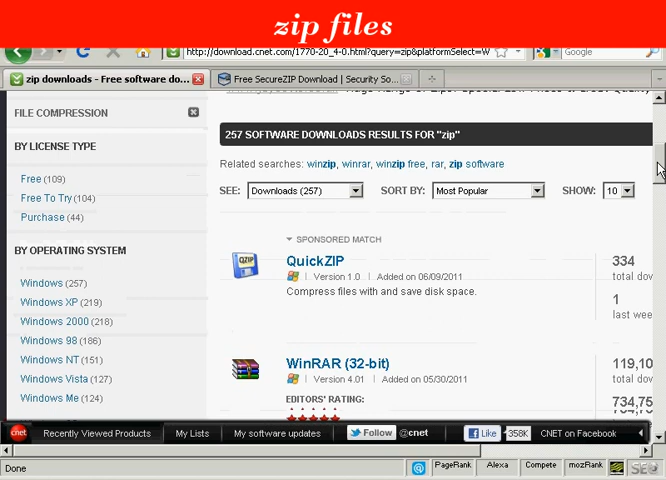 zip files
http://download.cnet.com/1770-20_4-0.html?query=zip&platformSelect=W
Google
zip downloads - Free software do...
Free SecureZIP Download | Security So...
FILE COMPRESSION
257 SOFTWARE DOWNLOADS RESULTS FOR "zip"
BY LICENSE TYPE
Related searches: winzip, winrar, winzip free, rar, zip software
Free (109)
Free To Try (104)
Purchase (44)
SEE: Downloads (257) SORT BY: Most Popular SHOW: 10
BY OPERATING SYSTEM
SPONSORED MATCH
Windows (257)
Windows XP (219)
Windows 2000 (218)
Windows 98 (186)
Windows NT (151)
Windows Vista (127)
Windows Me (124)
QuickZIP
Version 1.0 | Added on 06/09/2011
Compress files with and save disk space.
334
total dov
1
last wee
WinRAR (32-bit)
Version 4.01 | Added on 05/30/2011
EDITORS' RATING:
119,10
total dov
734,75
cnet
Recently Viewed Products
My Lists
My software updates
Follow @cnet
Like 358K
CNET on Facebook
Done
PageRank
Alexa
Compete
mozRank
SEO